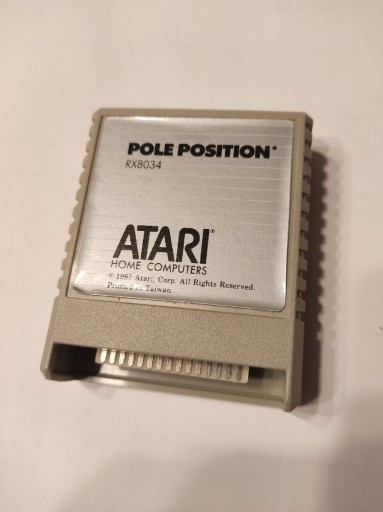 POLE POSITION*
RX8034
ATARI®
HOME COMPUTERS
© 1987 Atari, Corp. All Rights Reserved.
Printed in Taiwan